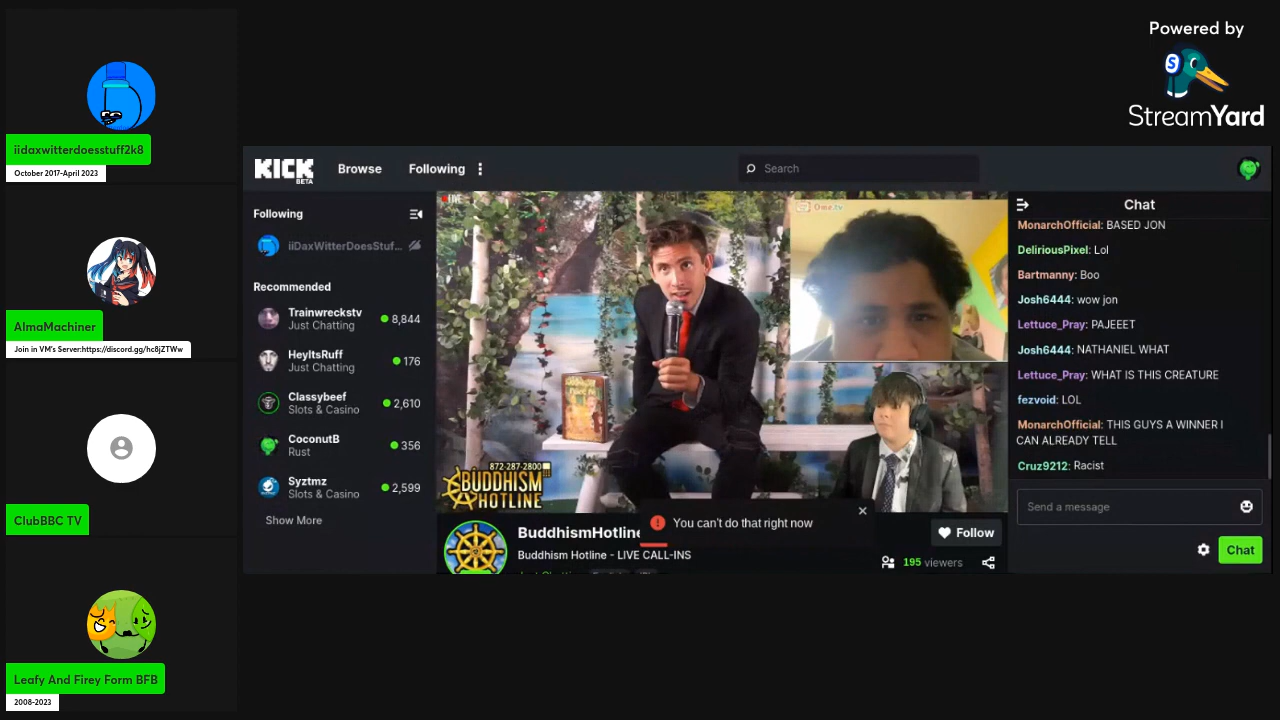 Powered by
StreamYard
iidaxwitterdoesstuff2k8
October 2017-April 2023
AlmaMachiner
Join in VM's Server:https://discord.gg/hc8jZTWw
ClubBBC TV
Leafy And Firey Form BFB
2008-2023
KICK
BETA
Browse
Following
Search
Following
iiDaxWitterDoesStuf...
Recommended
Trainwreckstv
Just Chatting
8,844
HeyItsRuff
Just Chatting
176
Classybeef
Slots & Casino
2,610
CoconutB
Rust
356
Syztmz
Slots & Casino
2,599
Show More
LIVE
Ome.tv
872-287-2800
BUDDHISM
HOTLINE
You can't do that right now
BuddhismHotline
Buddhism Hotline - LIVE CALL-INS
Follow
195 viewers
Chat
MonarchOfficial: BASED JON
DeliriousPixel: Lol
Bartmanny: Boo
Josh6444: wow jon
Lettuce_Pray: PAJEEET
Josh6444: NATHANIEL WHAT
Lettuce_Pray: WHAT IS THIS CREATURE
fezvoid: LOL
MonarchOfficial: THIS GUYS A WINNER I
CAN ALREADY TELL
Cruz9212: Racist
Send a message
Chat